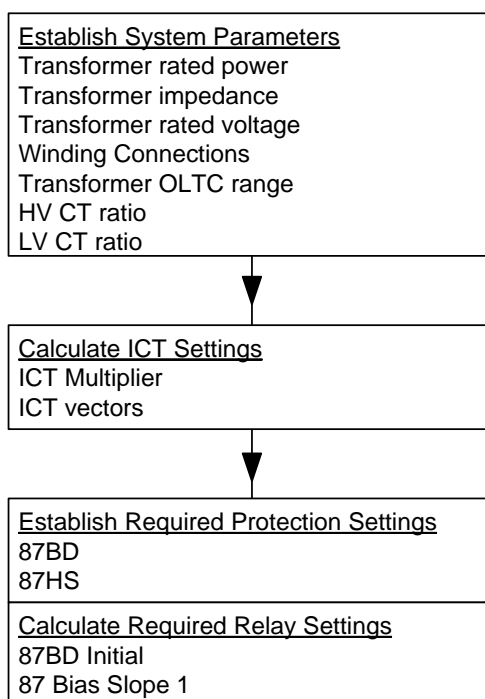 Establish System Parameters
Transformer rated power
Transformer impedance
Transformer rated voltage
Winding Connections
Transformer OLTC range
HV CT ratio
LV CT ratio
Calculate ICT Settings
ICT Multiplier
ICT vectors
Establish Required Protection Settings
87BD
87HS
Calculate Required Relay Settings
87BD Initial
87 Bias Slope 1